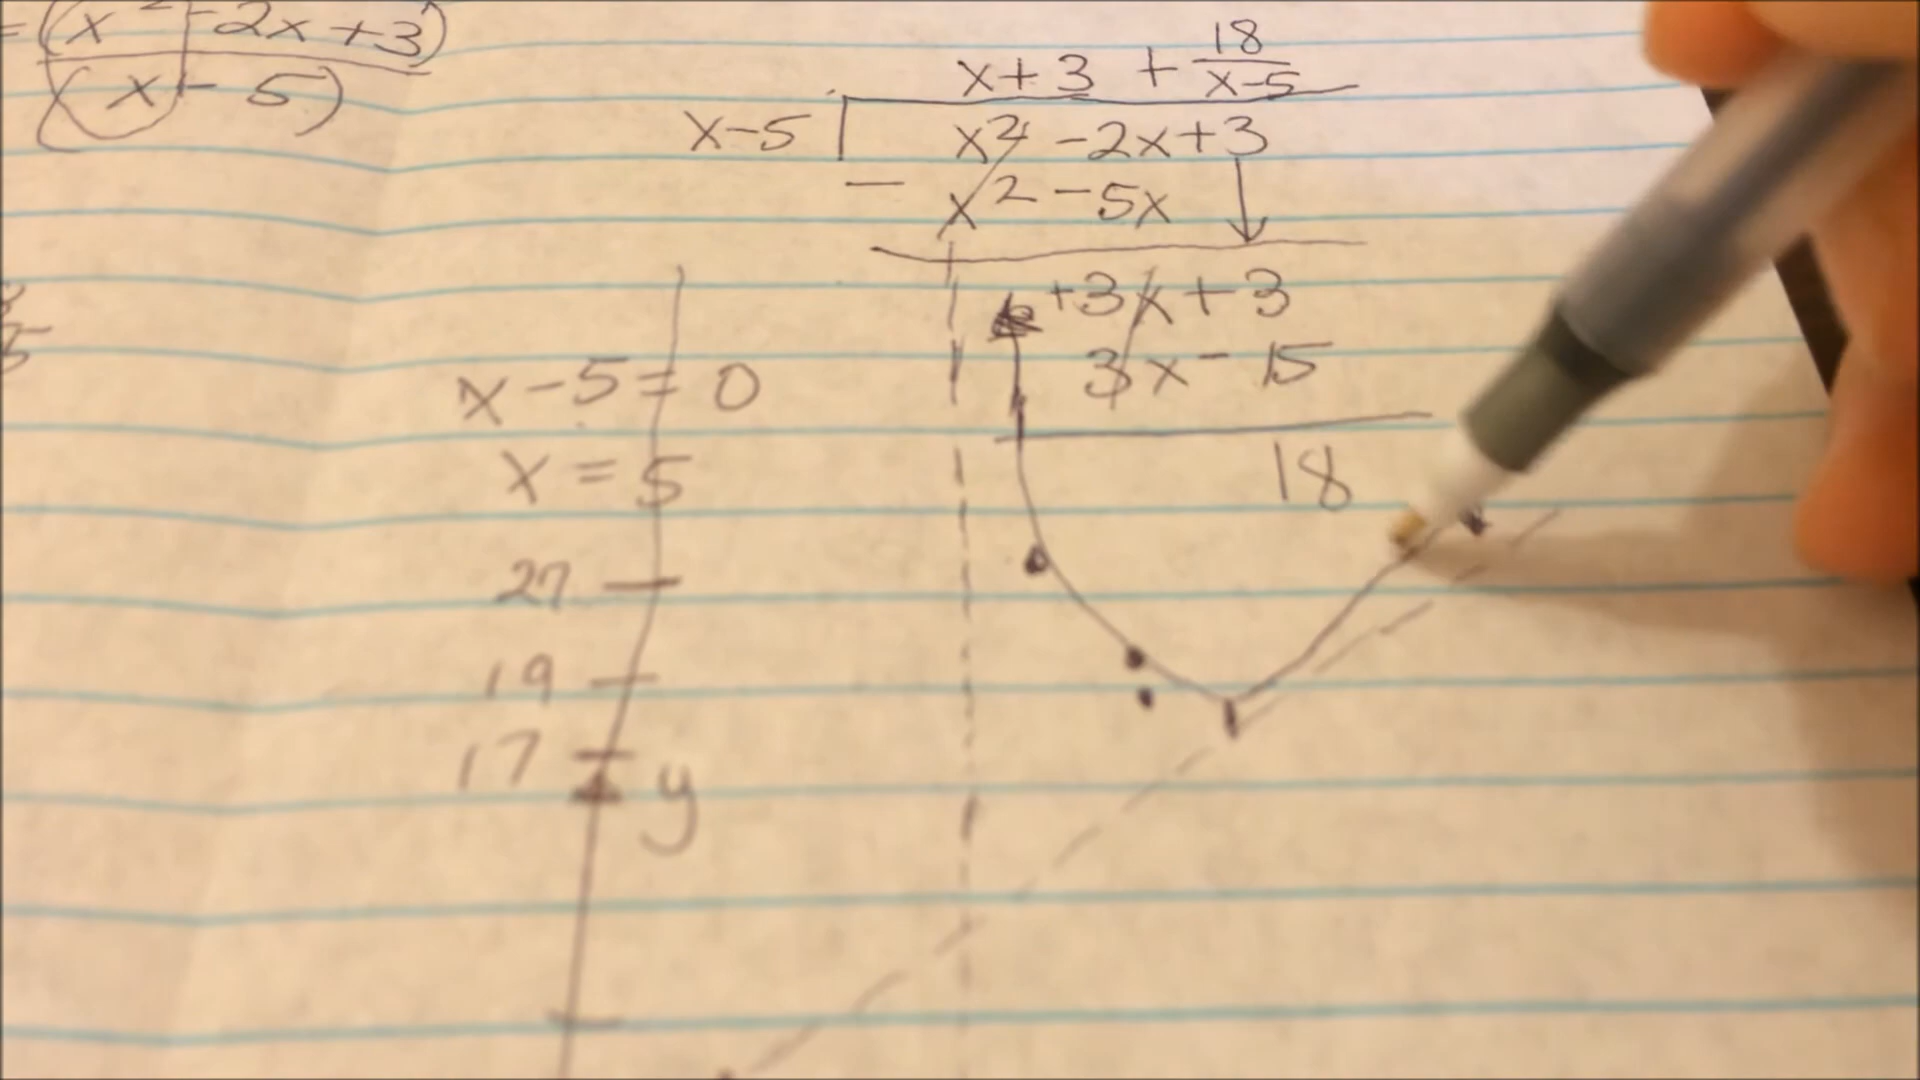 = (x² - 2x + 3)
(x - 5)
x + 3 + 18
x - 5
x - 5 x² - 2x + 3
- x² - 5x
+3x + 3
3x - 15
18
5
x - 5 = 0
x = 5
27
19
17
y